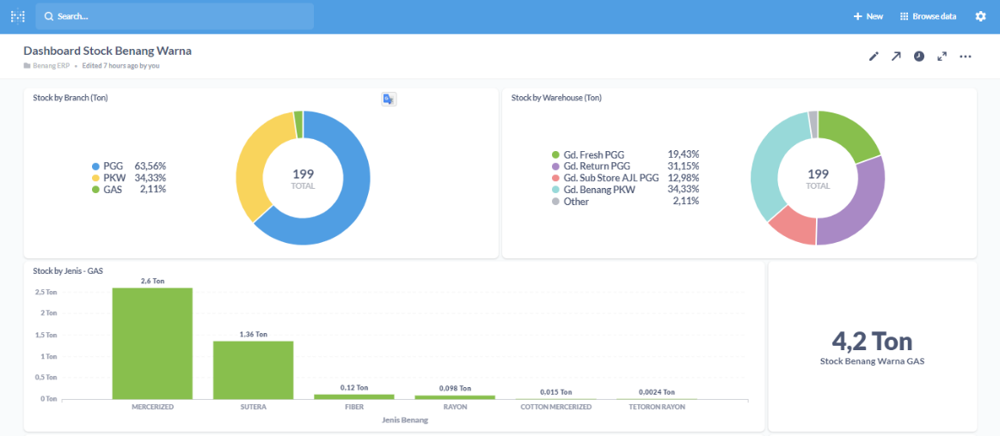 Search...
New
Browse data
Dashboard Stock Benang Warna
Benang ERP • Edited 7 hours ago by you
Stock by Branch (Ton)
PGG 63,56%
PKW 34,33%
GAS 2,11%
199
TOTAL
Stock by Warehouse (Ton)
Gd. Fresh PGG 19,43%
Gd. Return PGG 31,15%
Gd. Sub Store AJL PGG 12,98%
Gd. Benang PKW 34,33%
Other 2,11%
199
TOTAL
Stock by Jenis - GAS
2,5 Ton
2 Ton
1,5 Ton
1 Ton
0,5 Ton
0 Ton
2,6 Ton
1,36 Ton
0,12 Ton
0,098 Ton
0,015 Ton
0,0024 Ton
MERCERIZED
SUTERA
FIBER
RAYON
COTTON MERCERIZED
TETORON RAYON
Jenis Benang
4,2 Ton
Stock Benang Warna GAS